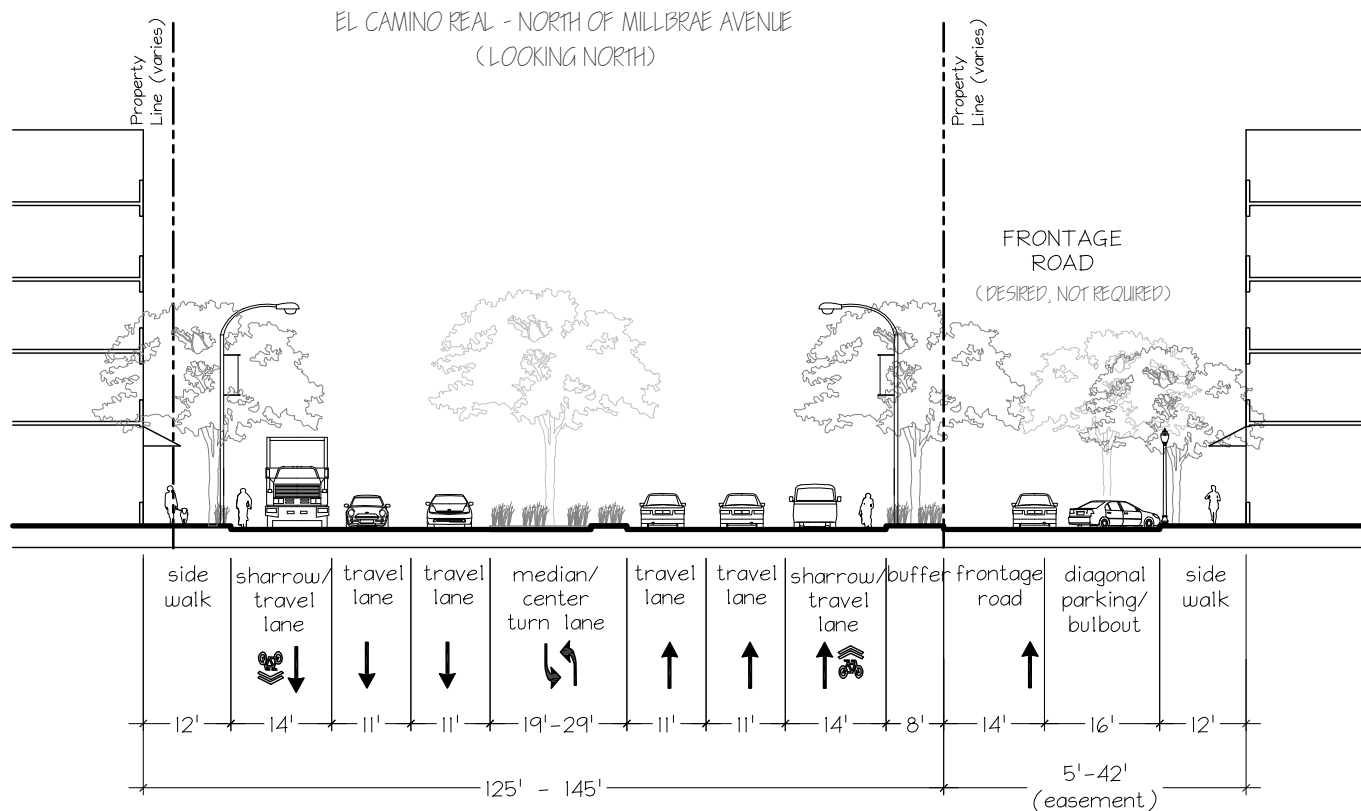 EL CAMINO REAL - NORTH OF MILLBRAE AVENUE
(LOOKING NORTH)
Property
Line (varies)
Property
Line (varies)
FRONTAGE
ROAD
(DESIRED, NOT REQUIRED)
side
walk
sharrow/
travel
lane
travel
lane
travel
lane
median/
center
turn lane
travel
lane
travel
lane
sharrow/
travel
lane
buffer
frontage
road
diagonal
parking/
bulbout
side
walk
12' 14' 11' 11' 19'-29' 11' 11' 14' 8' 14' 16' 12'
125' - 145'
5'-42'
(easement)